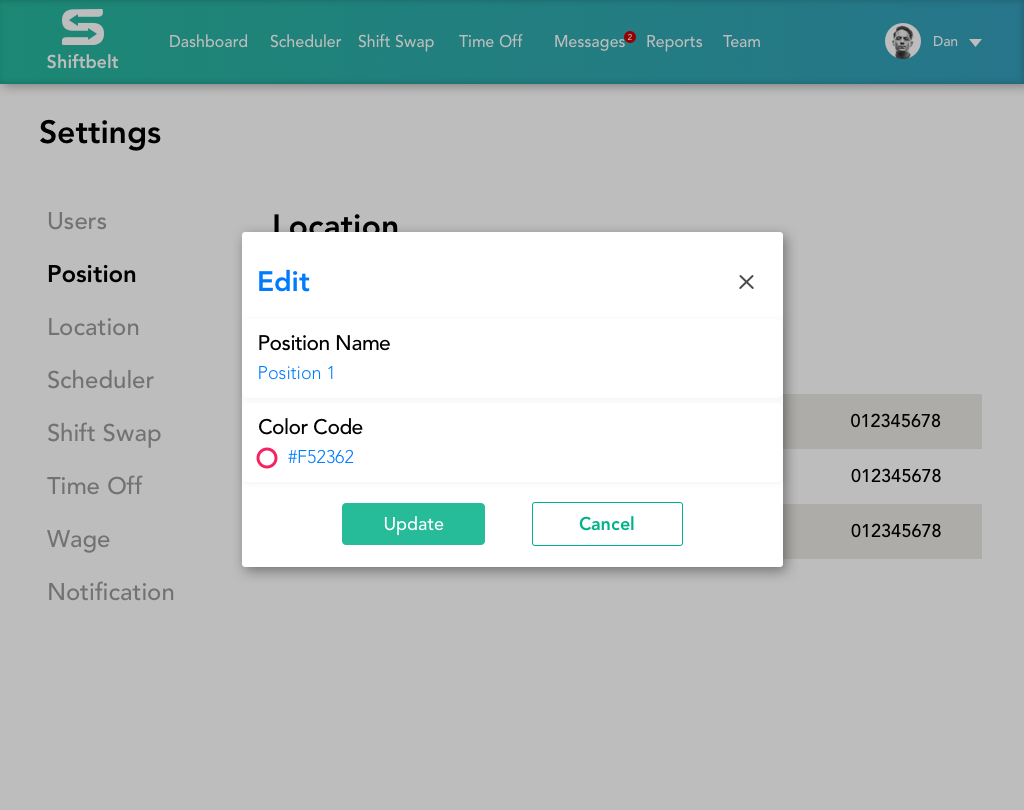 Shiftbelt
Dashboard Scheduler Shift Swap Time Off Messages 2 Reports Team
Dan
Settings
Users
Position
Location
Scheduler
Shift Swap
Time Off
Wage
Notification
Location
Edit
Position Name
Position 1
Color Code
#F52362
Update Cancel
012345678
012345678
012345678